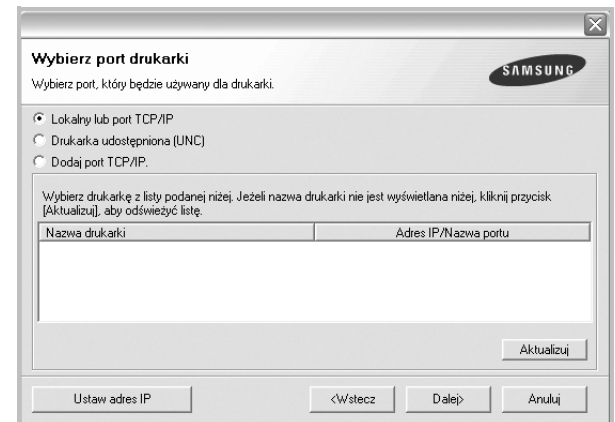 Wybierz port drukarki
Wybierz port, który będzie używany dla drukarki.
SAMSUNG
Lokalny lub port TCP/IP
Drukarka udostępniona (UNC)
Dodaj port TCP/IP.
Wybierz drukarkę z listy podanej niżej. Jeżeli nazwa drukarki nie jest wyświetlana niżej, kliknij przycisk
[Aktualizuj], aby odświeżyć listę.
Nazwa drukarki Adres IP/Nazwa portu
Aktualizuj
Ustaw adres IP <Wstecz Dalej> Anuluj